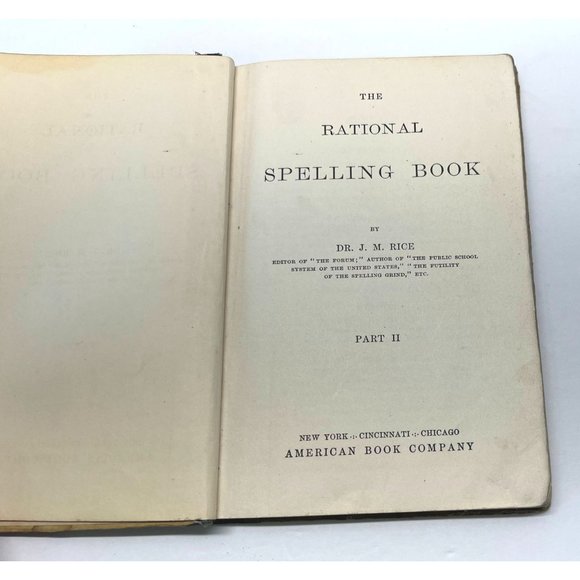 THE
RATIONAL
SPELLING BOOK
BY
DR. J. M. RICE
EDITOR OF "THE FORUM;" AUTHOR OF "THE PUBLIC SCHOOL
SYSTEM OF THE UNITED STATES," "THE FUTILITY
OF THE SPELLING GRIND," ETC.
PART II
NEW YORK ·:· CINCINNATI ·:· CHICAGO
AMERICAN BOOK COMPANY